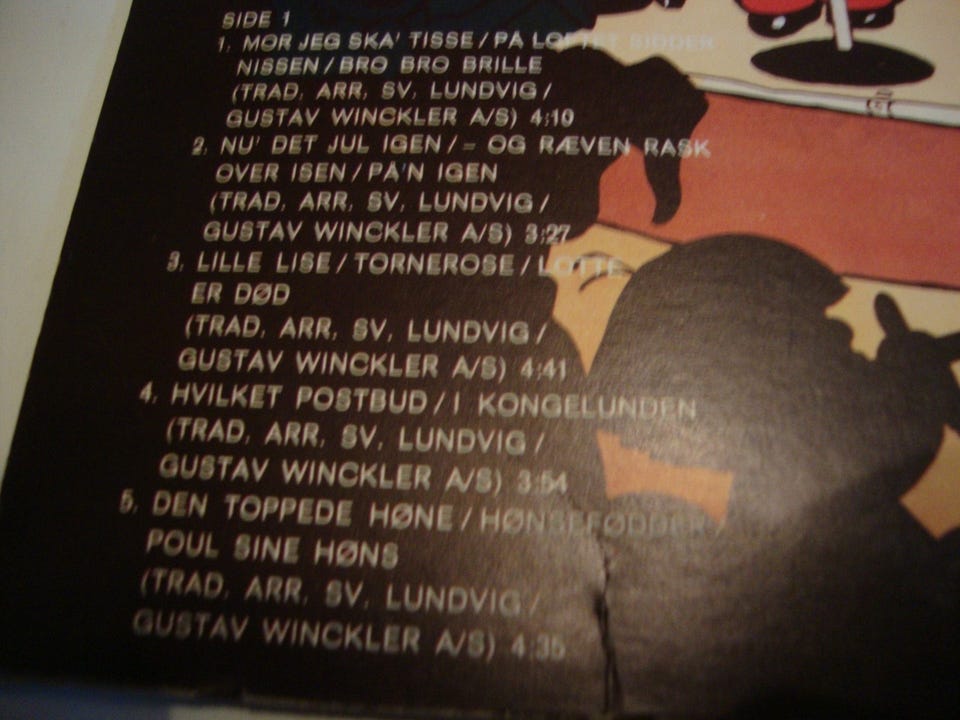 SIDE 1
1. MOR JEG SKA' TISSE / PÅ LOFTET SIDDER
NISSEN / BRO BRO BRILLE
(TRAD. ARR. SV. LUNDVIG /
GUSTAV WINCKLER A/S) 4:10
2. NU' DET JUL IGEN / = OG RÆVEN RASK
OVER ISEN / PÅ'N IGEN
(TRAD. ARR. SV. LUNDVIG /
GUSTAV WINCKLER A/S) 3:27
3. LILLE LISE / TORNEROSE / LOTTE
ER DØD
(TRAD. ARR. SV. LUNDVIG /
GUSTAV WINCKLER A/S) 4:41
4. HVILKET POSTBUD / I KONGELUNDEN
(TRAD. ARR. SV. LUNDVIG /
GUSTAV WINCKLER A/S) 3:54
5. DEN TOPPEDE HØNE / HØNSEFØDDER /
POUL SINE HØNS
(TRAD. ARR. SV. LUNDVIG /
GUSTAV WINCKLER A/S) 4:35